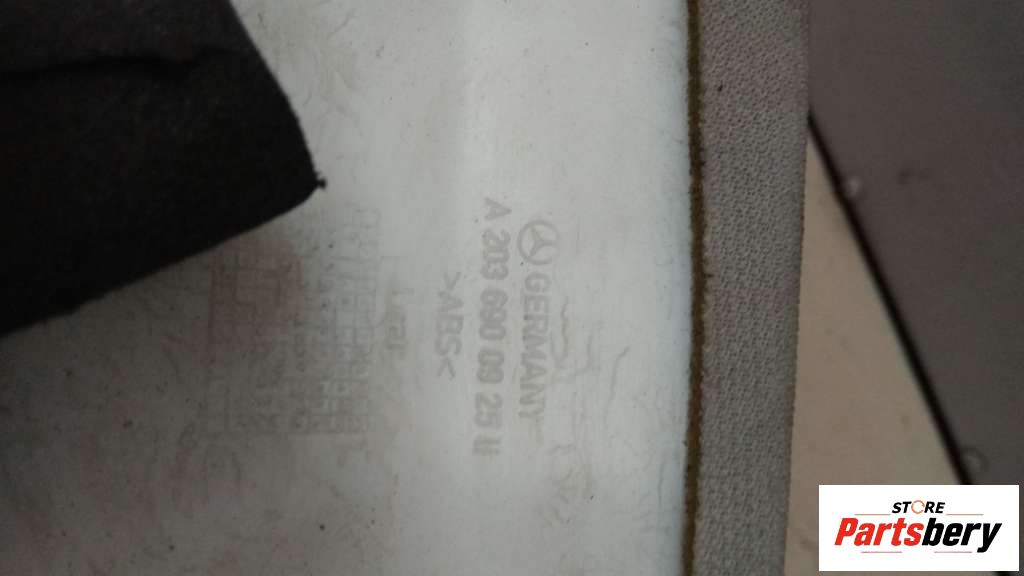 GERMANY
A 203 690 09 25 U
>ABS<
STORE
Partsbery